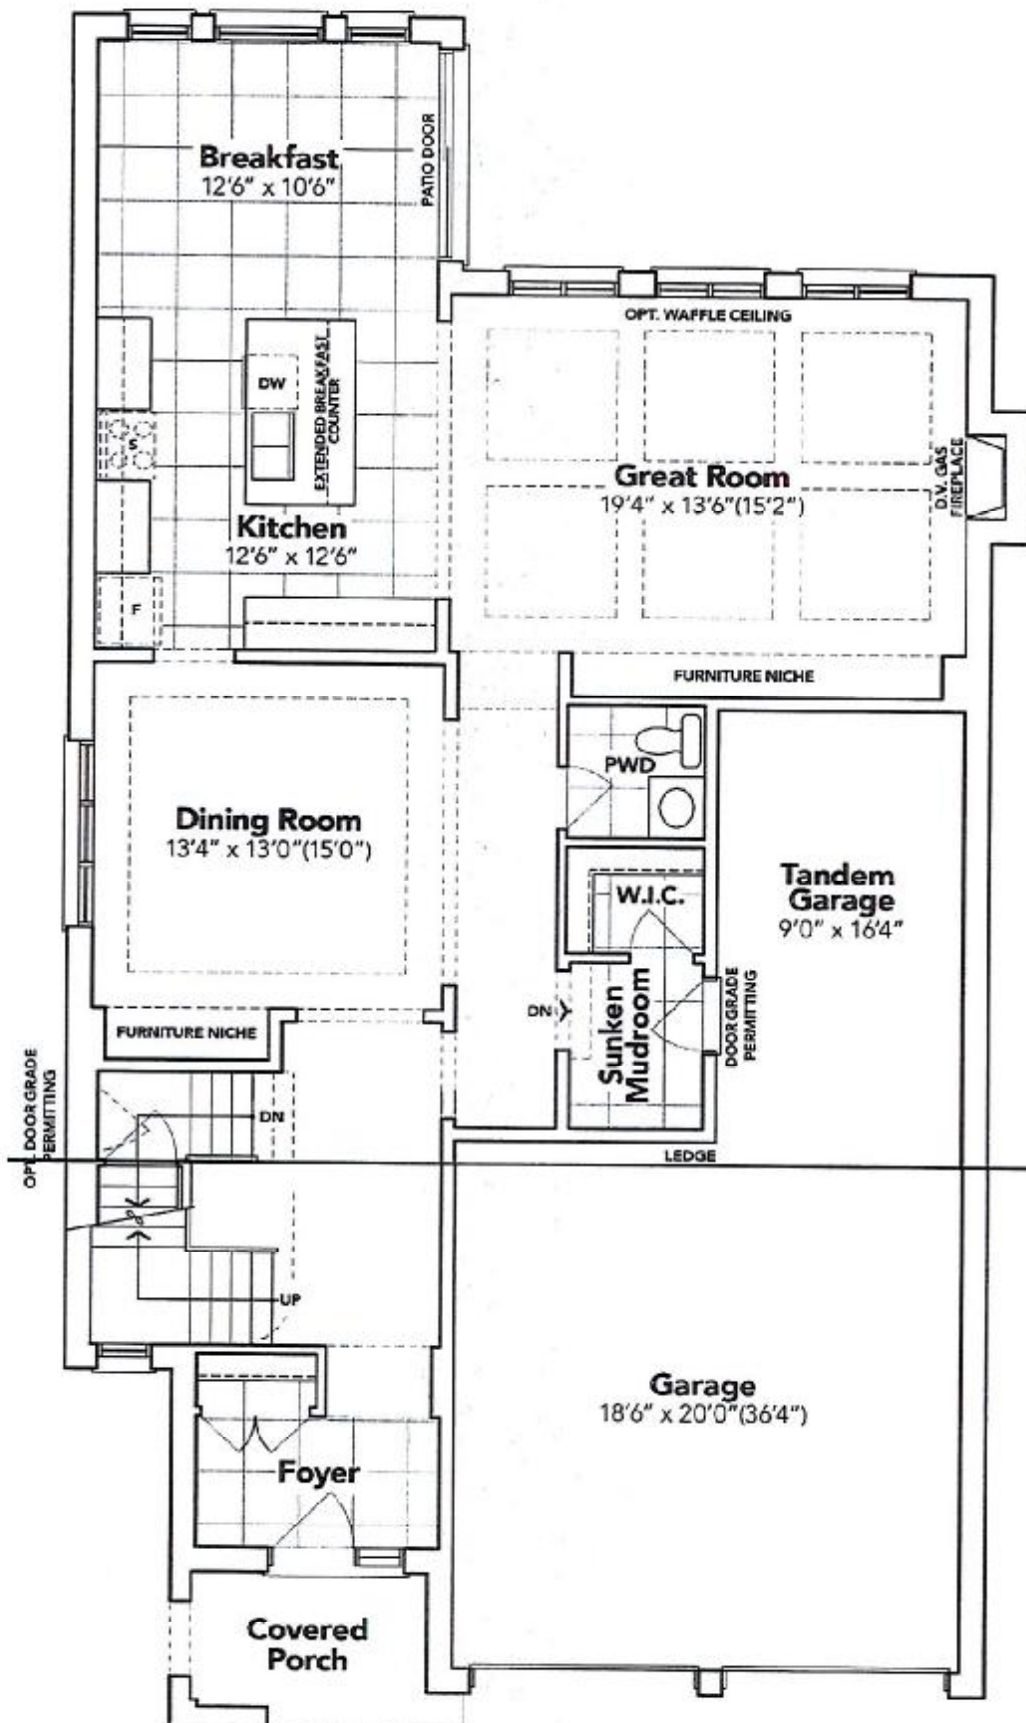 Breakfast
12'6" x 10'6"
PATIO DOOR
OPT. WAFFLE CEILING
DW
EXTENDED BREAKFAST
COUNTER
S
Great Room
19'4" x 13'6"(15'2")
D.V. GAS
FIREPLACE
Kitchen
12'6" x 12'6"
F
FURNITURE NICHE
PWD
Dining Room
13'4" x 13'0"(15'0")
Tandem
Garage
9'0" x 16'4"
W.I.C.
DN
Sunken
Mudroom
DOOR GRADE
PERMITTING
FURNITURE NICHE
OPT. DOOR GRADE
PERMITTING
DN
LEDGE
UP
Garage
18'6" x 20'0"(36'4")
Foyer
Covered
Porch